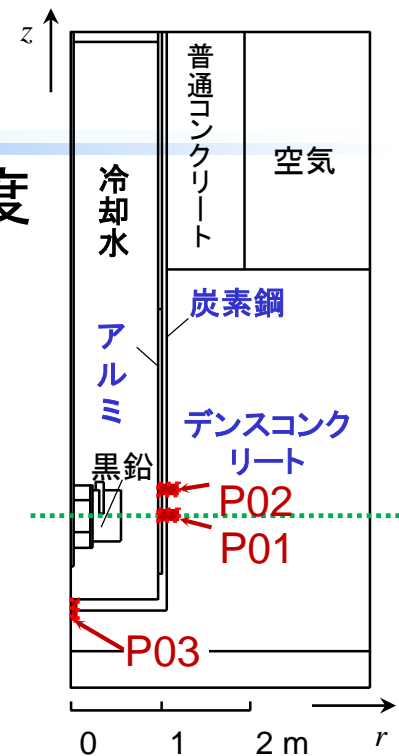 z
度
普通コンクリート
空気
冷却水
炭素鋼
アルミ
デンスコンク
リート
黒鉛
P02
P01
P03
0 1 2 m r